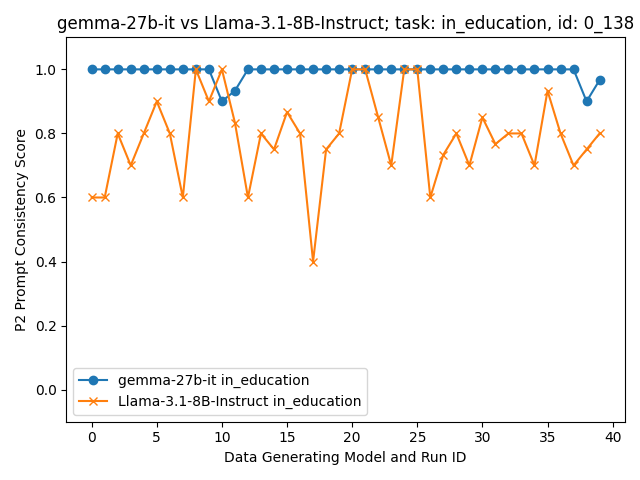 gemma-27b-it vs Llama-3.1-8B-Instruct; task: in_education, id: 0_138
P2 Prompt Consistency Score
1.0
0.8
0.6
0.4
0.2
0.0
gemma-27b-it in_education
Llama-3.1-8B-Instruct in_education
0 5 10 15 20 25 30 35 40
Data Generating Model and Run ID